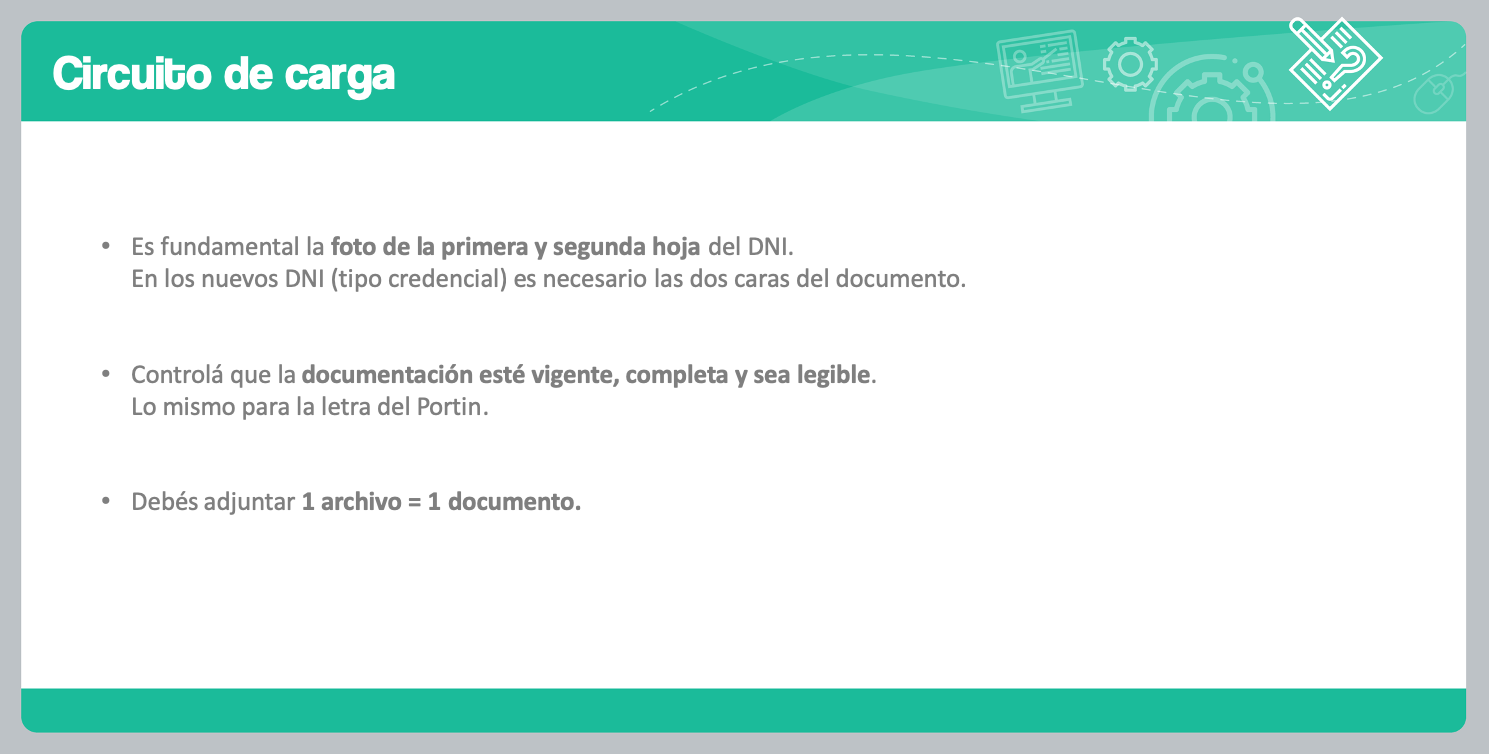 Circuito de carga
• Es fundamental la foto de la primera y segunda hoja del DNI.
En los nuevos DNI (tipo credencial) es necesario las dos caras del documento.
• Controlá que la documentación esté vigente, completa y sea legible.
Lo mismo para la letra del Portin.
• Debés adjuntar 1 archivo = 1 documento.